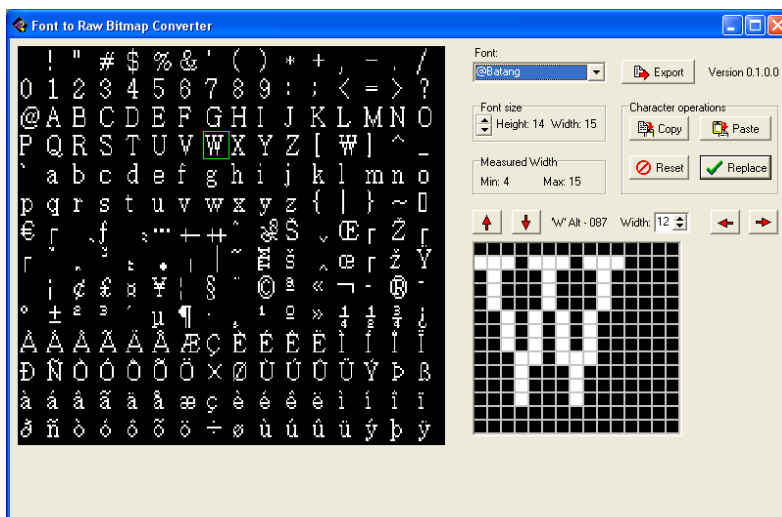 Font to Raw Bitmap Converter
! " # $ % & ' ( ) * + , - . /
0 1 2 3 4 5 6 7 8 9 : ; < = > ?
@ A B C D E F G H I J K L M N O
P Q R S T U V W X Y Z [ ₩ ] ^ _
` a b c d e f g h i j k l m n o
p q r s t u v w x y z { | } ~
Font:
@Batang
Export
Version 0.1.0.0
Font size
Height: 14 Width: 15
Character operations
Copy
Paste
Measured Width
Min: 4 Max: 15
Reset
Replace
'W' Alt - 087
Width: 12
À Á Â Ã Ä Å Æ Ç È É Ê Ë Ì Í Î Ï
Ð Ñ Ò Ó Ô Õ Ö × Ø Ù Ú Û Ü Ý Þ ß
à á â ã ä å æ ç è é ê ë ì í î ï
ð ñ ò ó ô õ ö ÷ ø ù ú û ü ý þ ÿ